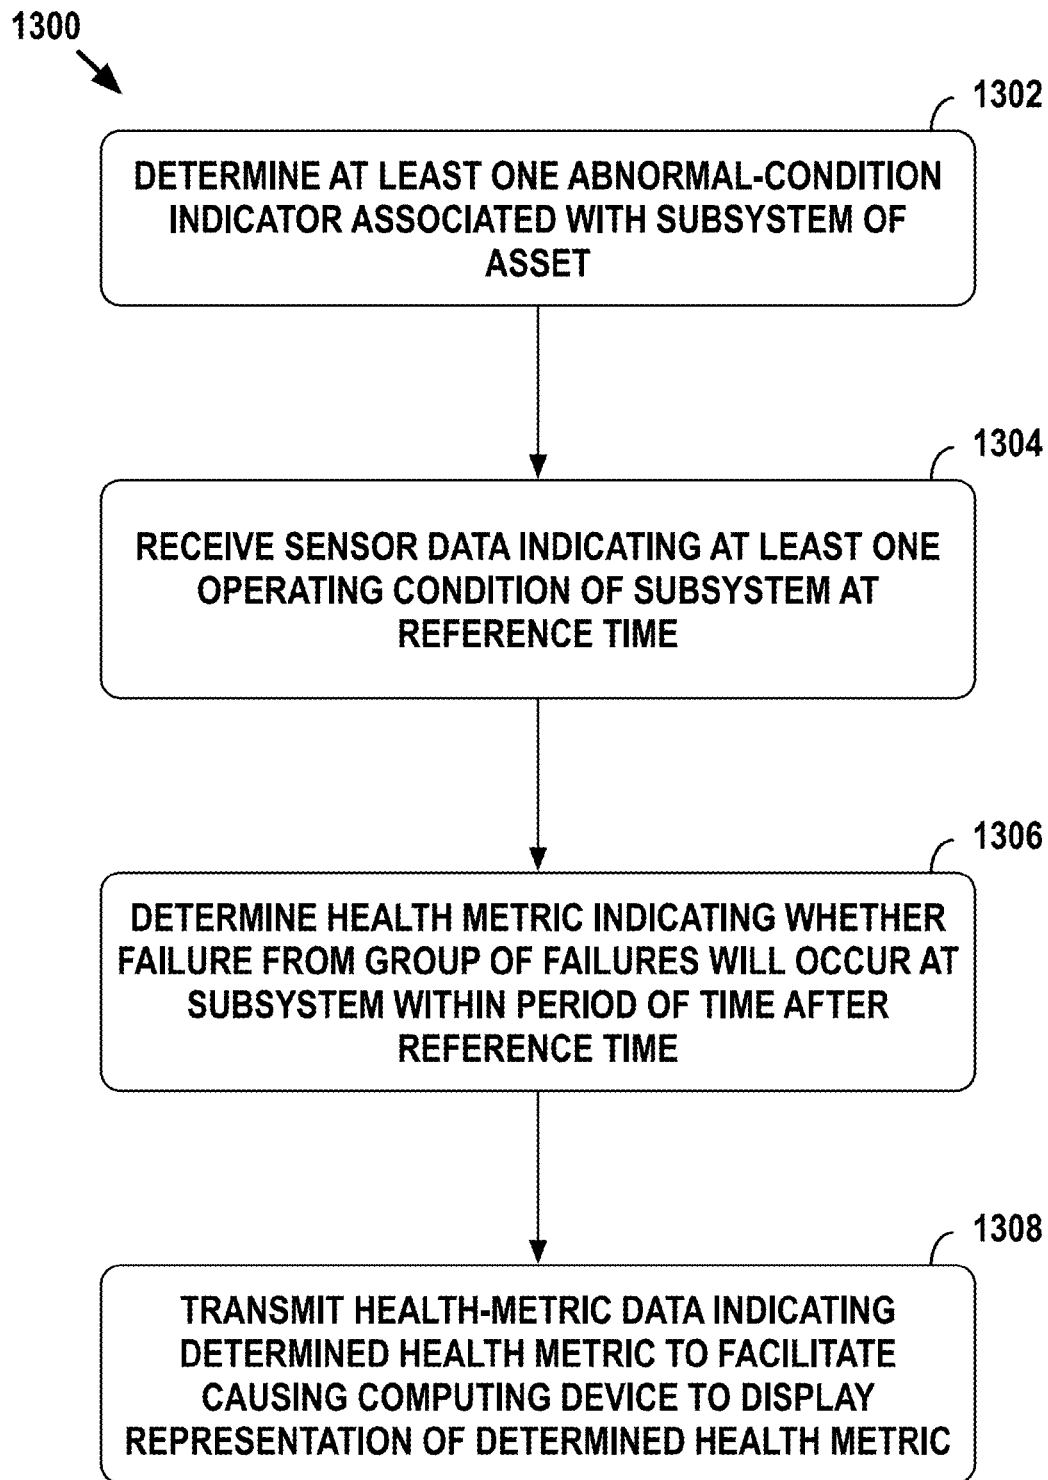 1300
1302
DETERMINE AT LEAST ONE ABNORMAL-CONDITION
INDICATOR ASSOCIATED WITH SUBSYSTEM OF
ASSET
1304
RECEIVE SENSOR DATA INDICATING AT LEAST ONE
OPERATING CONDITION OF SUBSYSTEM AT
REFERENCE TIME
1306
DETERMINE HEALTH METRIC INDICATING WHETHER
FAILURE FROM GROUP OF FAILURES WILL OCCUR AT
SUBSYSTEM WITHIN PERIOD OF TIME AFTER
REFERENCE TIME
1308
TRANSMIT HEALTH-METRIC DATA INDICATING
DETERMINED HEALTH METRIC TO FACILITATE
CAUSING COMPUTING DEVICE TO DISPLAY
REPRESENTATION OF DETERMINED HEALTH METRIC